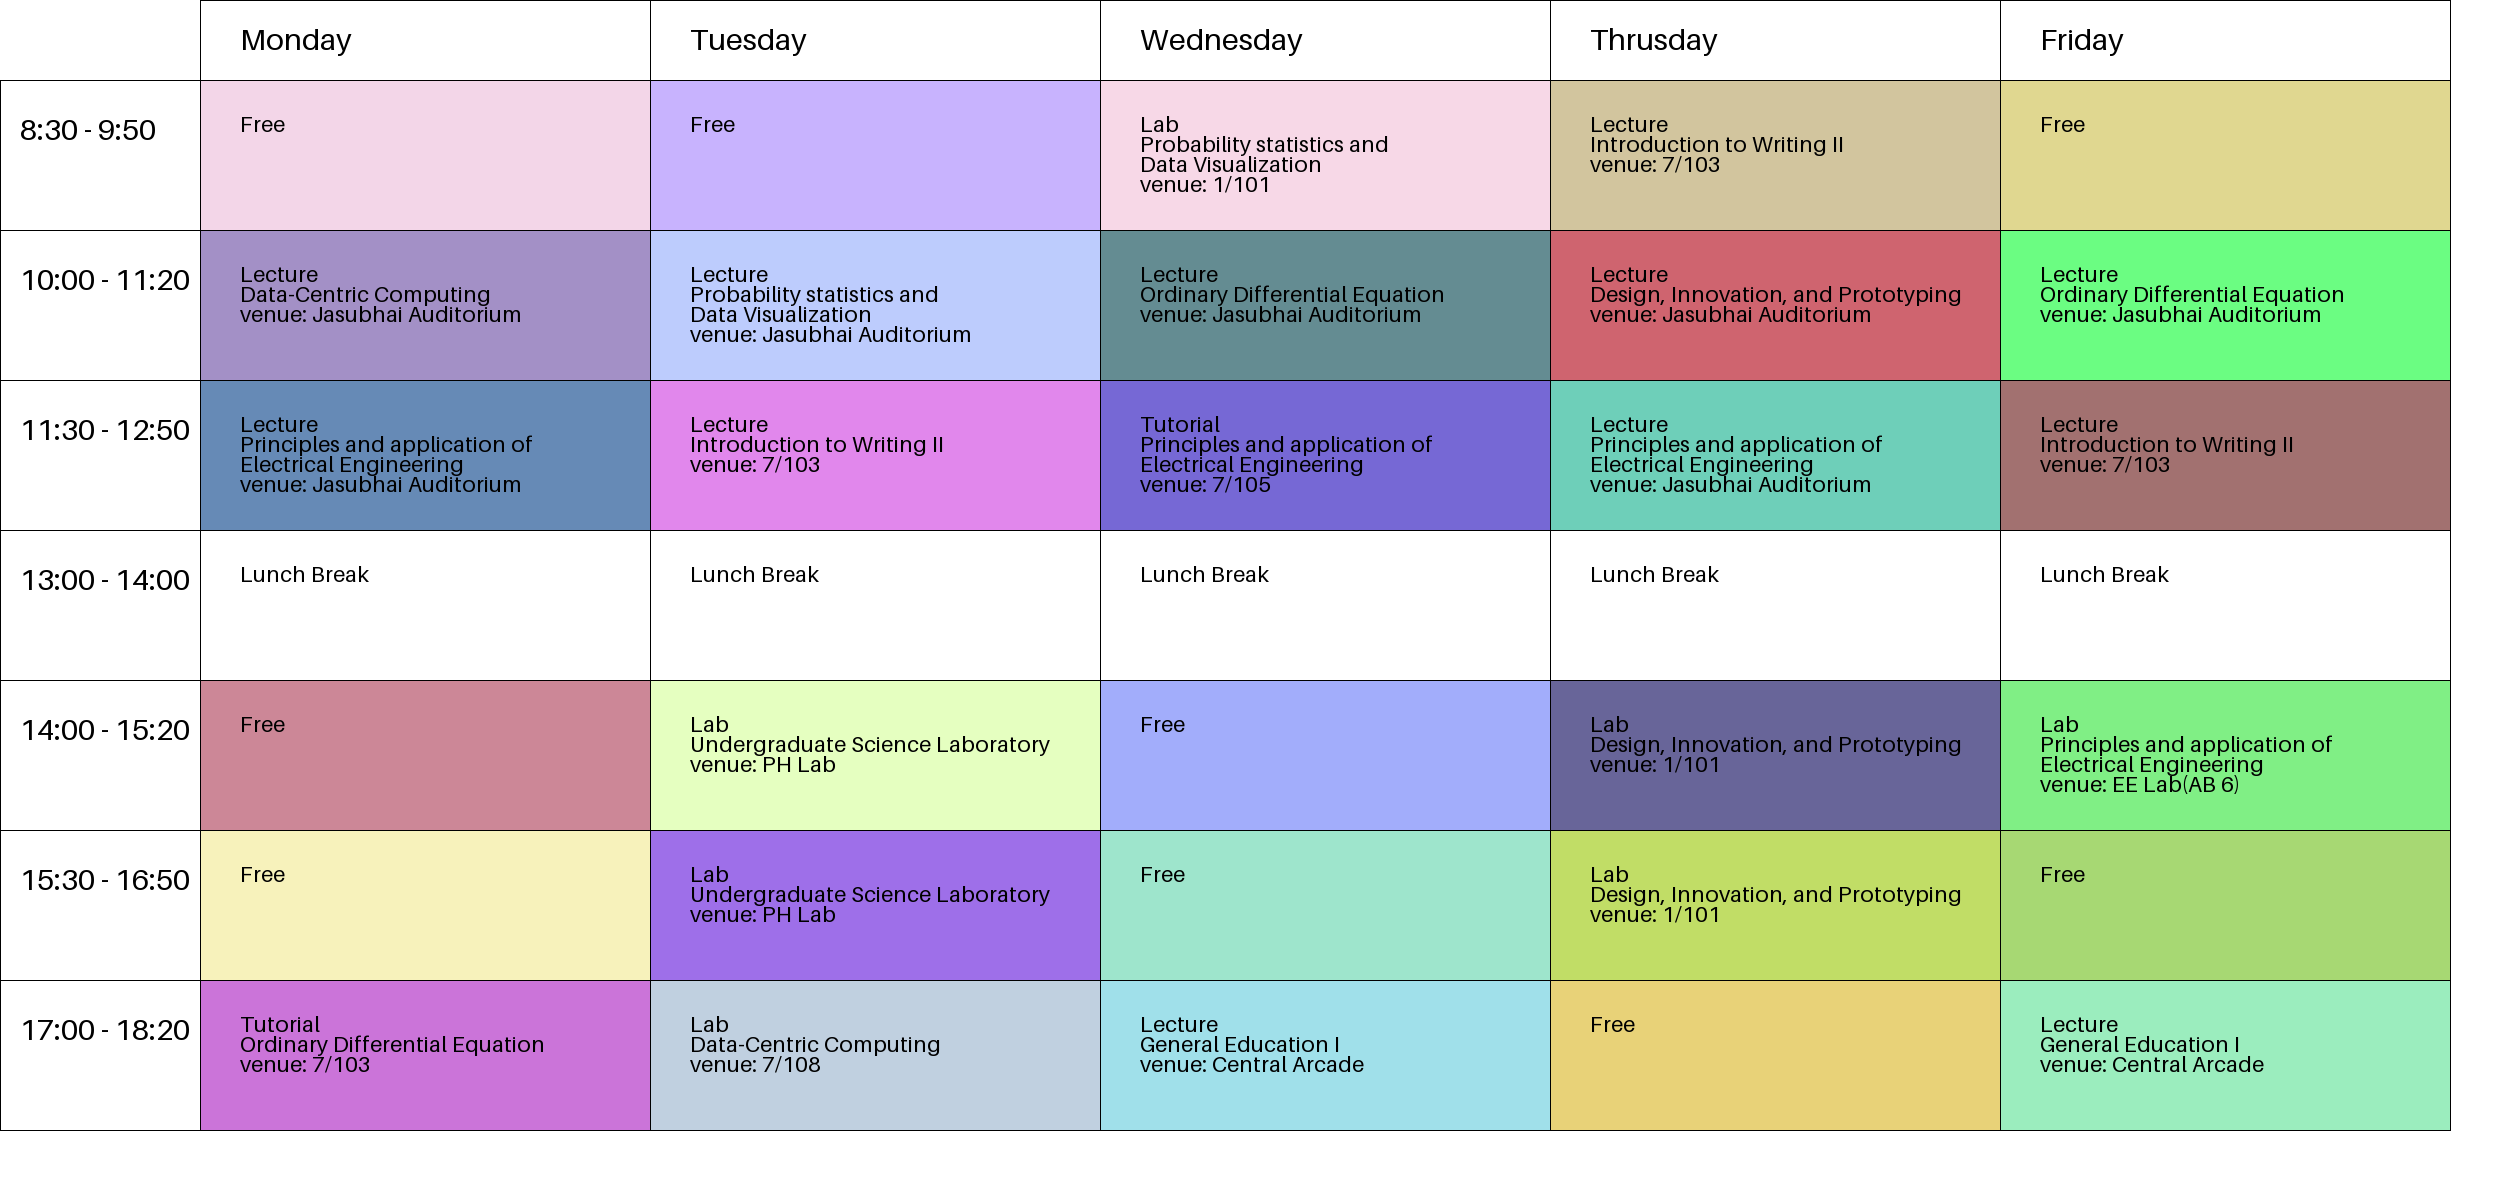 Monday
Tuesday
Wednesday
Thrusday
Friday
8:30 - 9:50
Free
Free
Lab
Probability statistics and
Data Visualization
venue: 1/101
Lecture
Introduction to Writing II
venue: 7/103
Free
10:00 - 11:20
Lecture
Data-Centric Computing
venue: Jasubhai Auditorium
Lecture
Probability statistics and
Data Visualization
venue: Jasubhai Auditorium
Lecture
Ordinary Differential Equation
venue: Jasubhai Auditorium
Lecture
Design, Innovation, and Prototyping
venue: Jasubhai Auditorium
Lecture
Ordinary Differential Equation
venue: Jasubhai Auditorium
11:30 - 12:50
Lecture
Principles and application of
Electrical Engineering
venue: Jasubhai Auditorium
Lecture
Introduction to Writing II
venue: 7/103
Tutorial
Principles and application of
Electrical Engineering
venue: 7/105
Lecture
Principles and application of
Electrical Engineering
venue: Jasubhai Auditorium
Lecture
Introduction to Writing II
venue: 7/103
13:00 - 14:00
Lunch Break
Lunch Break
Lunch Break
Lunch Break
Lunch Break
14:00 - 15:20
Free
Lab
Undergraduate Science Laboratory
venue: PH Lab
Free
Lab
Design, Innovation, and Prototyping
venue: 1/101
Lab
Principles and application of
Electrical Engineering
venue: EE Lab(AB 6)
15:30 - 16:50
Free
Lab
Undergraduate Science Laboratory
venue: PH Lab
Free
Lab
Design, Innovation, and Prototyping
venue: 1/101
Free
17:00 - 18:20
Tutorial
Ordinary Differential Equation
venue: 7/103
Lab
Data-Centric Computing
venue: 7/108
Lecture
General Education I
venue: Central Arcade
Free
Lecture
General Education I
venue: Central Arcade